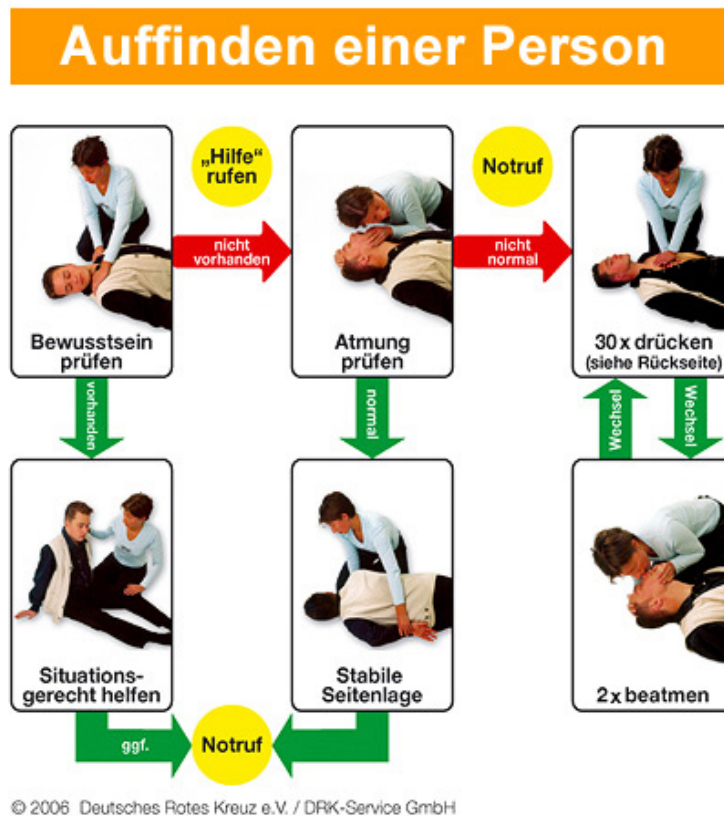 Auffinden einer Person
„Hilfe“
rufen
Notruf
nicht
vorhanden
nicht
normal
Bewusstsein
prüfen
Atmung
prüfen
30 x drücken
(siehe Rückseite)
vorhanden
normal
Wechsel
Wechsel
Situations-
gerecht helfen
Stabile
Seitenlage
2 x beatmen
ggf.
Notruf
© 2006 Deutsches Rotes Kreuz e.V. / DRK-Service GmbH